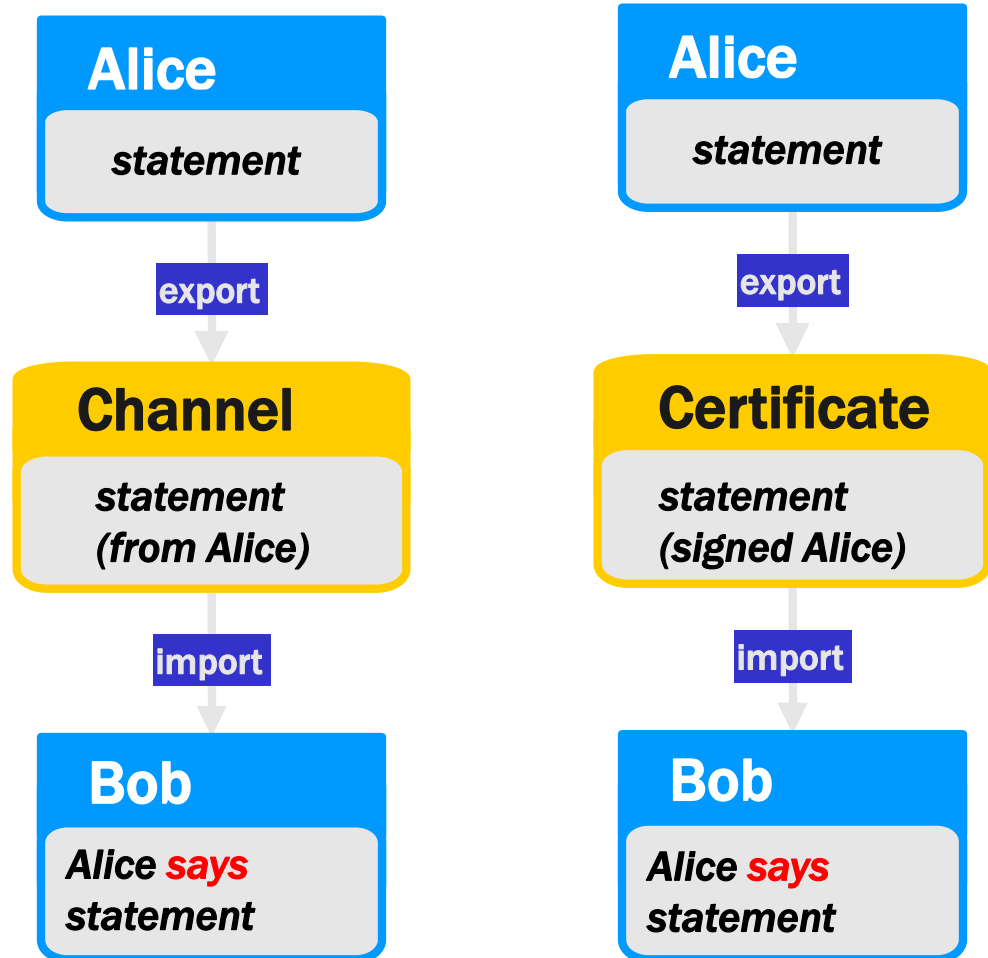 Alice
statement
export
Channel
statement
(from Alice)
import
Bob
Alice says
statement
Alice
statement
export
Certificate
statement
(signed Alice)
import
Bob
Alice says
statement